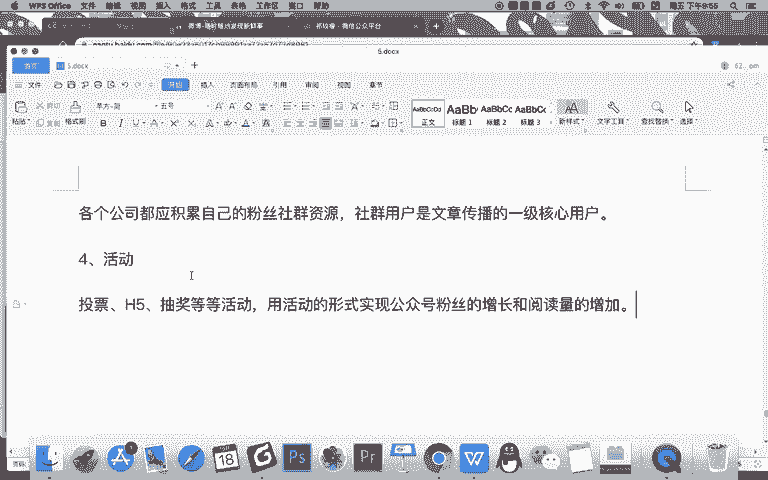 WPS Office 文件 编辑 视图 插入 格式 工具 表格 工作区 窗口 帮助
周五 下午9:55
5.docx
首页 5.docx
文件 开始 插入 页面布局 引用 审阅 视图 章节
粘贴 剪切 复制 格式刷
五号
AaBbCcDd 正文
AaBb 标题 1
AaBbCc 标题 2
AaBbCc 标题 3
新样式 文字工具 查找替换 选择
各个公司都应积累自己的粉丝社群资源，社群用户是文章传播的一级核心用户。
4、活动
投票、H5、抽奖等等活动，用活动的形式实现公众号粉丝的增长和阅读量的增加。
18
Ps
Pr